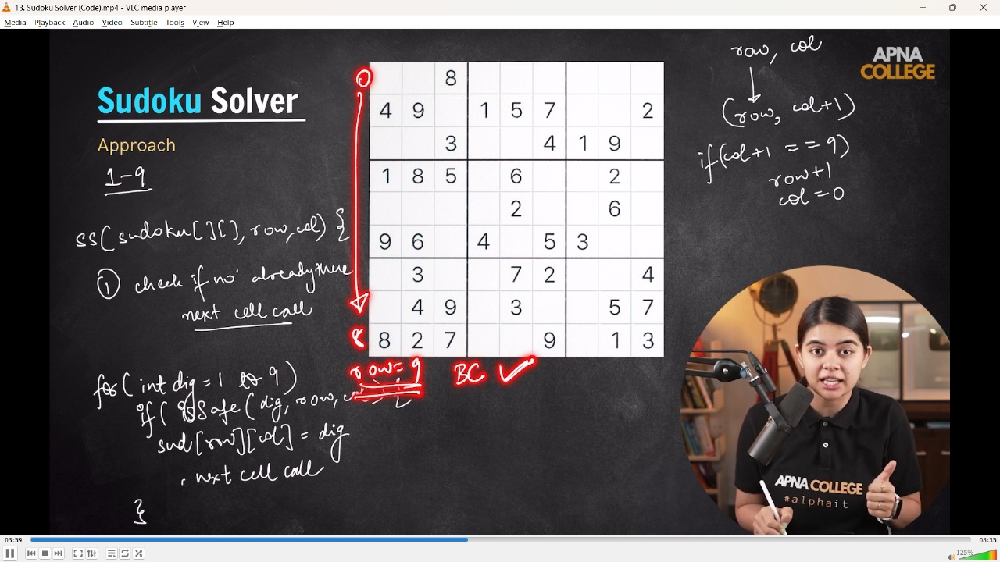 18. Sudoku Solver (Code).mp4 - VLC media player
Media Playback Audio Video Subtitle Tools View Help
Sudoku Solver
Approach
1-9
ss(sudoku[][], row, col) {
① check if no' already there
next cell call
for(int dig = 1 to 9)
if( isSafe(dig, row,
sud[row][col] = dig
next cell call
}
0
8
8
4 9 1 5 7 2
3 4 1 9
1 8 5 6 2
2 6
9 6 4 5 3
3 7 2 4
4 9 3 5 7
8 2 7 9 1 3
row = 9 BC ✓
row, col
(row, col+1)
if(col+1 == 9)
row+1
col = 0
APNA
COLLEGE
APNA COLLEGE
#alphait
03:59
08:35
125%